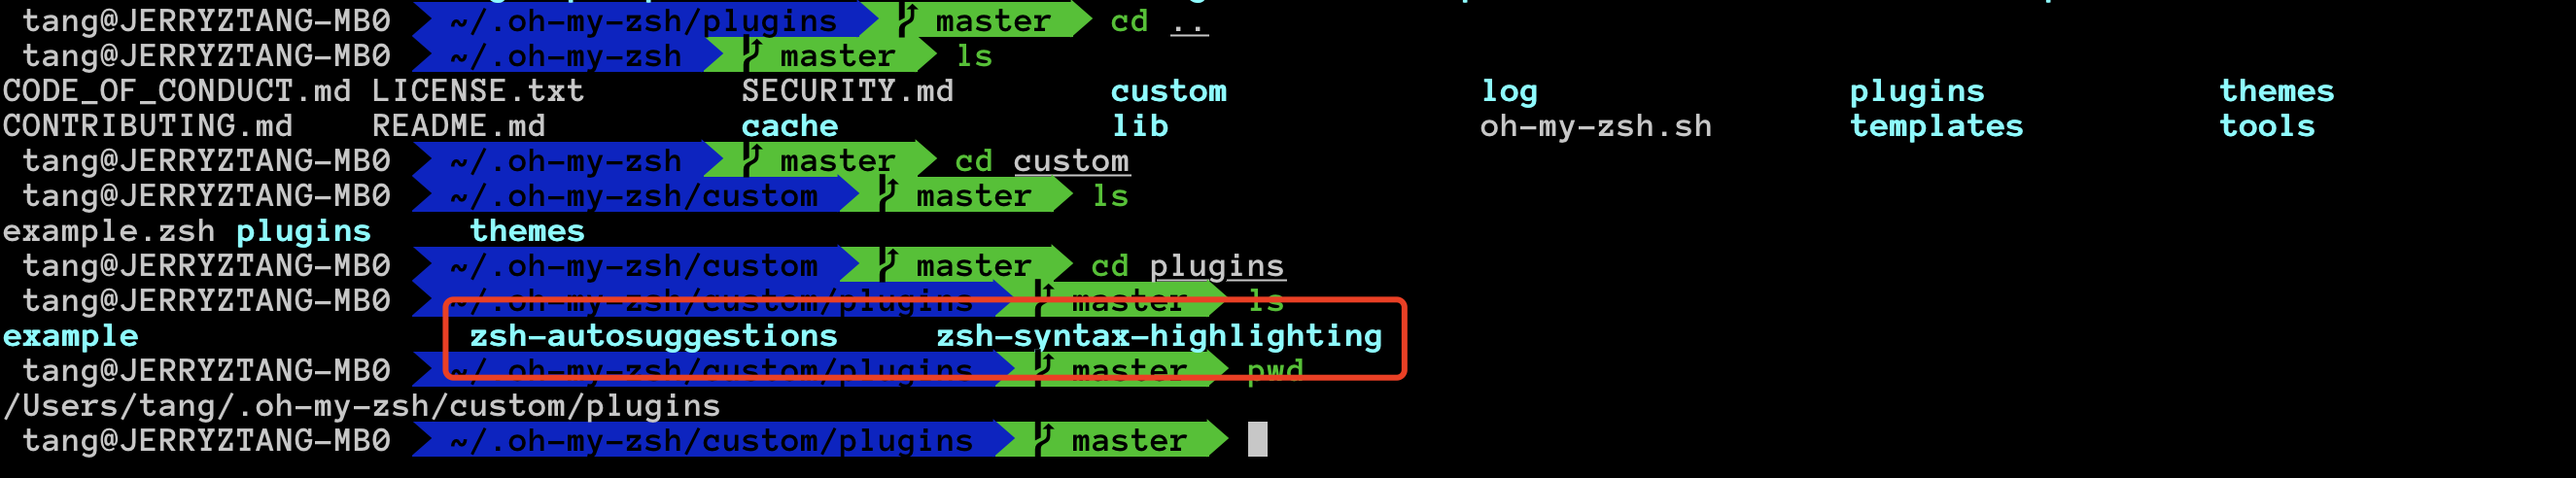 tang@JERRYZTANG-MB0 ~/.oh-my-zsh/plugins master cd ..
tang@JERRYZTANG-MB0 ~/.oh-my-zsh master ls
CODE_OF_CONDUCT.md LICENSE.txt SECURITY.md custom log plugins themes
CONTRIBUTING.md README.md cache lib oh-my-zsh.sh templates tools
tang@JERRYZTANG-MB0 ~/.oh-my-zsh master cd custom
tang@JERRYZTANG-MB0 ~/.oh-my-zsh/custom master ls
example.zsh plugins themes
tang@JERRYZTANG-MB0 ~/.oh-my-zsh/custom master cd plugins
tang@JERRYZTANG-MB0 ~/.oh-my-zsh/custom/plugins master ls
example zsh-autosuggestions zsh-syntax-highlighting
tang@JERRYZTANG-MB0 ~/.oh-my-zsh/custom/plugins master pwd
/Users/tang/.oh-my-zsh/custom/plugins
tang@JERRYZTANG-MB0 ~/.oh-my-zsh/custom/plugins master